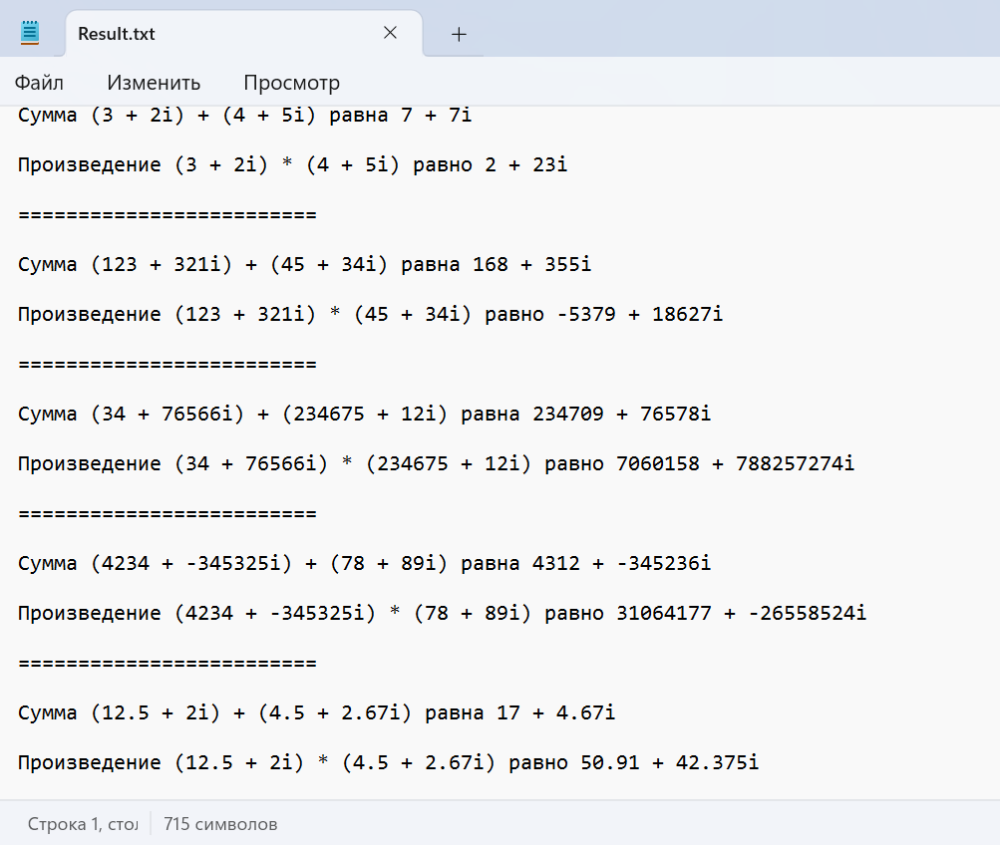 Result.txt
Файл Изменить Просмотр
Сумма (3 + 2i) + (4 + 5i) равна 7 + 7i
Произведение (3 + 2i) * (4 + 5i) равно 2 + 23i
=========================
Сумма (123 + 321i) + (45 + 34i) равна 168 + 355i
Произведение (123 + 321i) * (45 + 34i) равно -5379 + 18627i
=========================
Сумма (34 + 76566i) + (234675 + 12i) равна 234709 + 76578i
Произведение (34 + 76566i) * (234675 + 12i) равно 7060158 + 788257274i
=========================
Сумма (4234 + -345325i) + (78 + 89i) равна 4312 + -345236i
Произведение (4234 + -345325i) * (78 + 89i) равно 31064177 + -26558524i
=========================
Сумма (12.5 + 2i) + (4.5 + 2.67i) равна 17 + 4.67i
Произведение (12.5 + 2i) * (4.5 + 2.67i) равно 50.91 + 42.375i
Строка 1, стол 715 символов